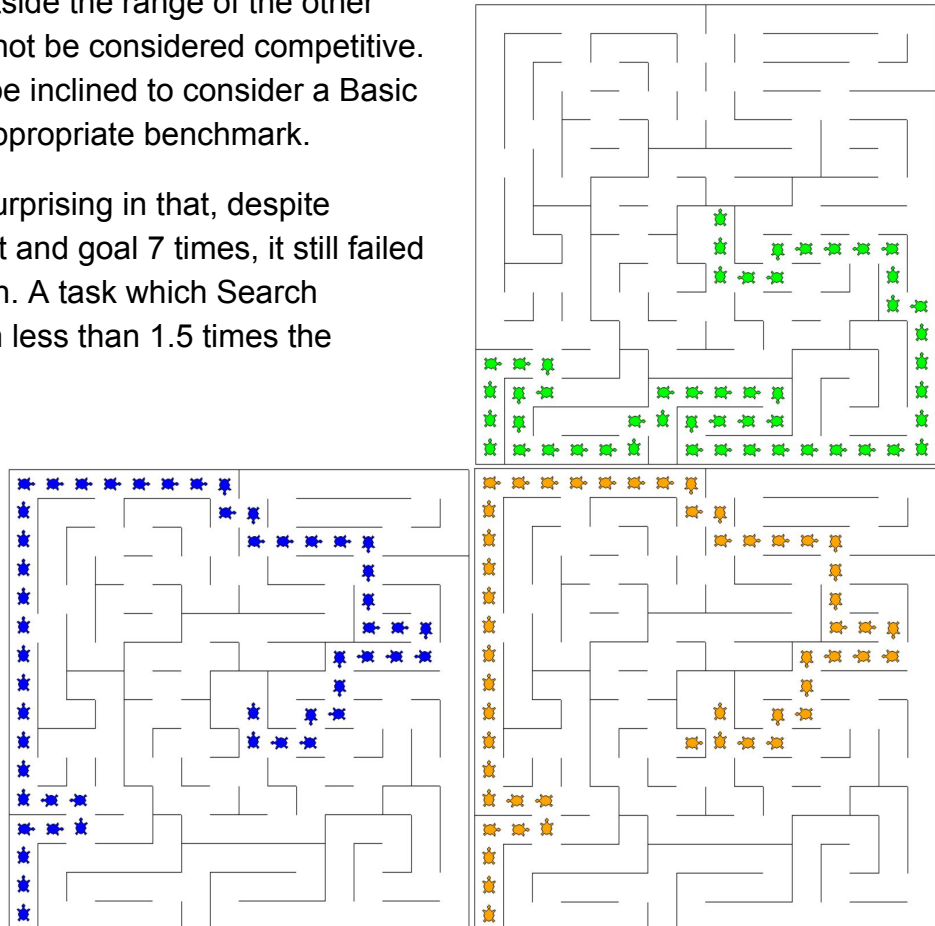 side the range of the other
not be considered competitive.
be inclined to consider a Basic
ppropriate benchmark.
urprising in that, despite
t and goal 7 times, it still failed
n. A task which Search
n less than 1.5 times the